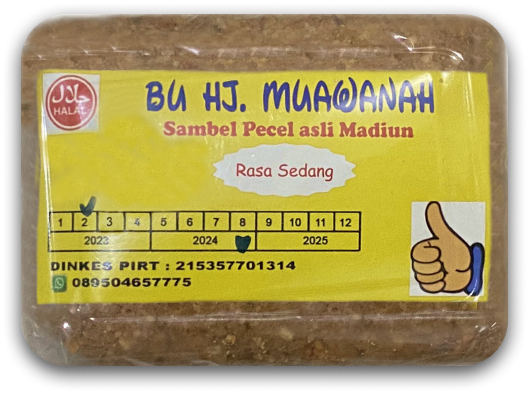 جلال
HALAL
BU HJ. MUAWANAH
Sambel Pecel asli Madiun
Rasa Sedang
1 2 3 4 5 6 7 8 9 10 11 12
2023 2024 2025
DINKES PIRT : 215357701314
089504657775